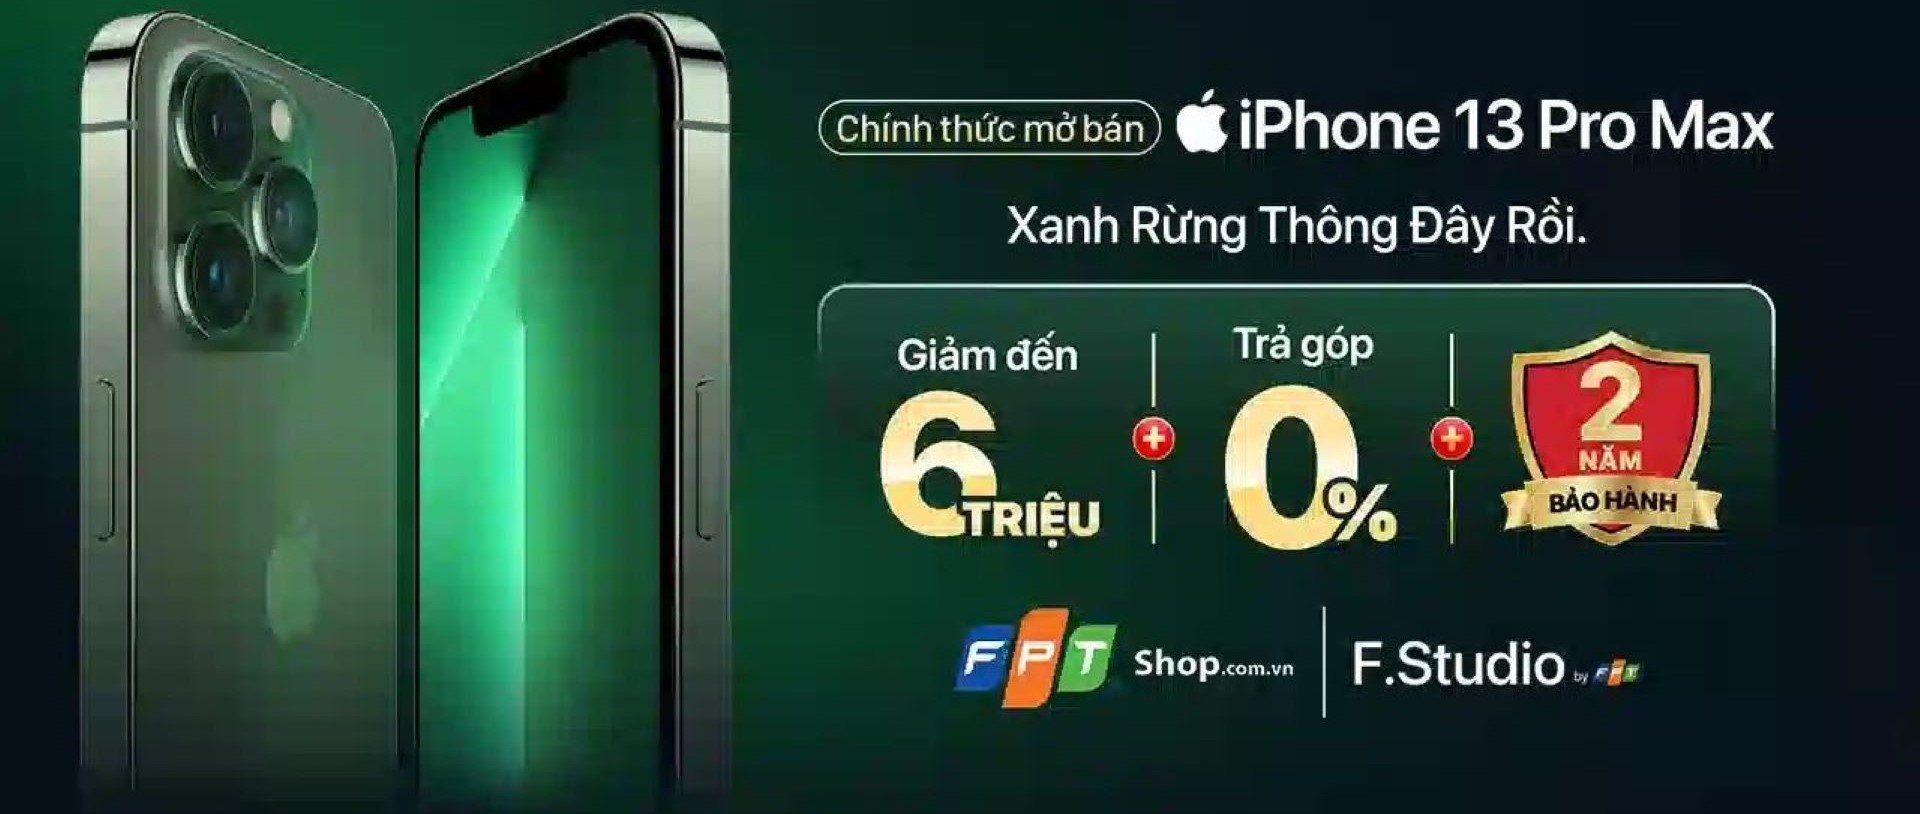 Chính thức mở bán iPhone 13 Pro Max
Xanh Rừng Thông Đây Rồi.
Giảm đến
6 TRIỆU
Trả góp
0%
2
NĂM
BẢO HÀNH
FPT Shop.com.vn
F.Studio by FPT